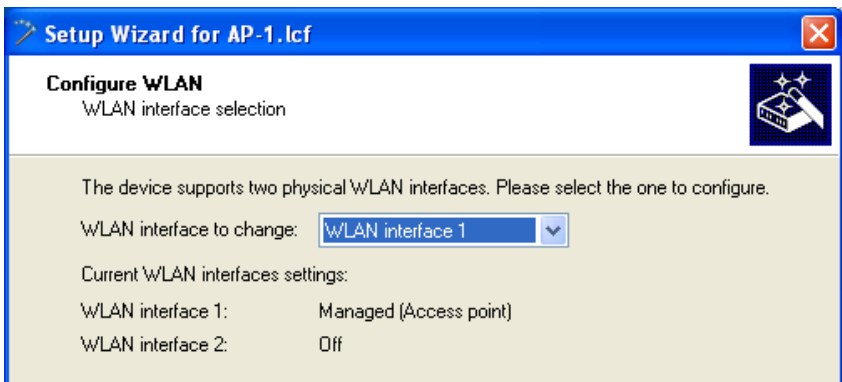 Setup Wizard for AP-1.lcf
Configure WLAN
WLAN interface selection
The device supports two physical WLAN interfaces. Please select the one to configure.
WLAN interface to change: WLAN interface 1
Current WLAN interfaces settings:
WLAN interface 1: Managed (Access point)
WLAN interface 2: Off